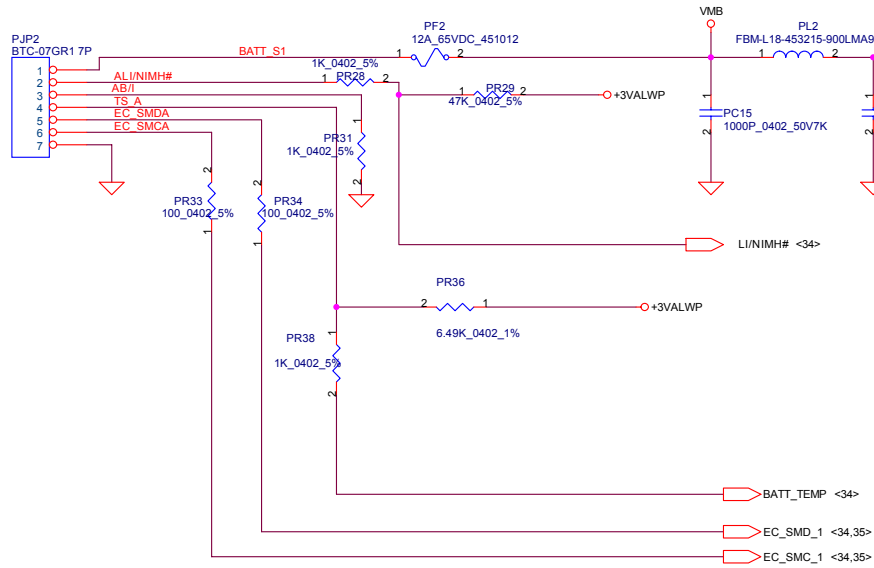 VMB
PJP2
BTC-07GR1 7P
PF2
12A_65VDC_451012
PL2
FBM-L18-453215-900LMA9
BATT_S1
1 2
1 2
1K_0402_5%
1
2
3
4
5
6
7
ALI/NIMH#
1 PR28 2
AB/I
TS_A
EC_SMDA
EC_SMCA
1 PR29 2
47K_0402_5%
+3VALWP
1
2
PC15
1000P_0402_50V7K
1
2
1
PR31
1K_0402_5%
2
2
PR33
100_0402_5%
1
2
PR34
100_0402_5%
1
LI/NIMH# <34>
PR36
2 1
+3VALWP
6.49K_0402_1%
1
PR38
1K_0402_5%
2
BATT_TEMP <34>
EC_SMD_1 <34,35>
EC_SMC_1 <34,35>